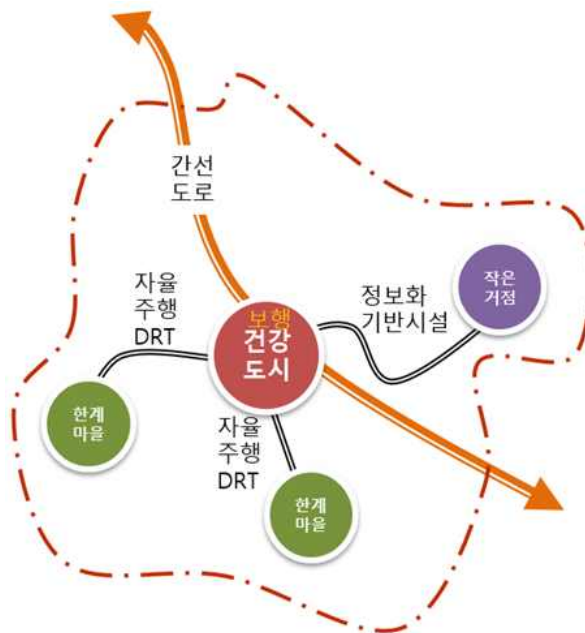 간선
도로
자율
주행
DRT
정보화
기반시설
작은
거점
보행
건강
도시
한계
마을
자율
주행
DRT
한계
마을